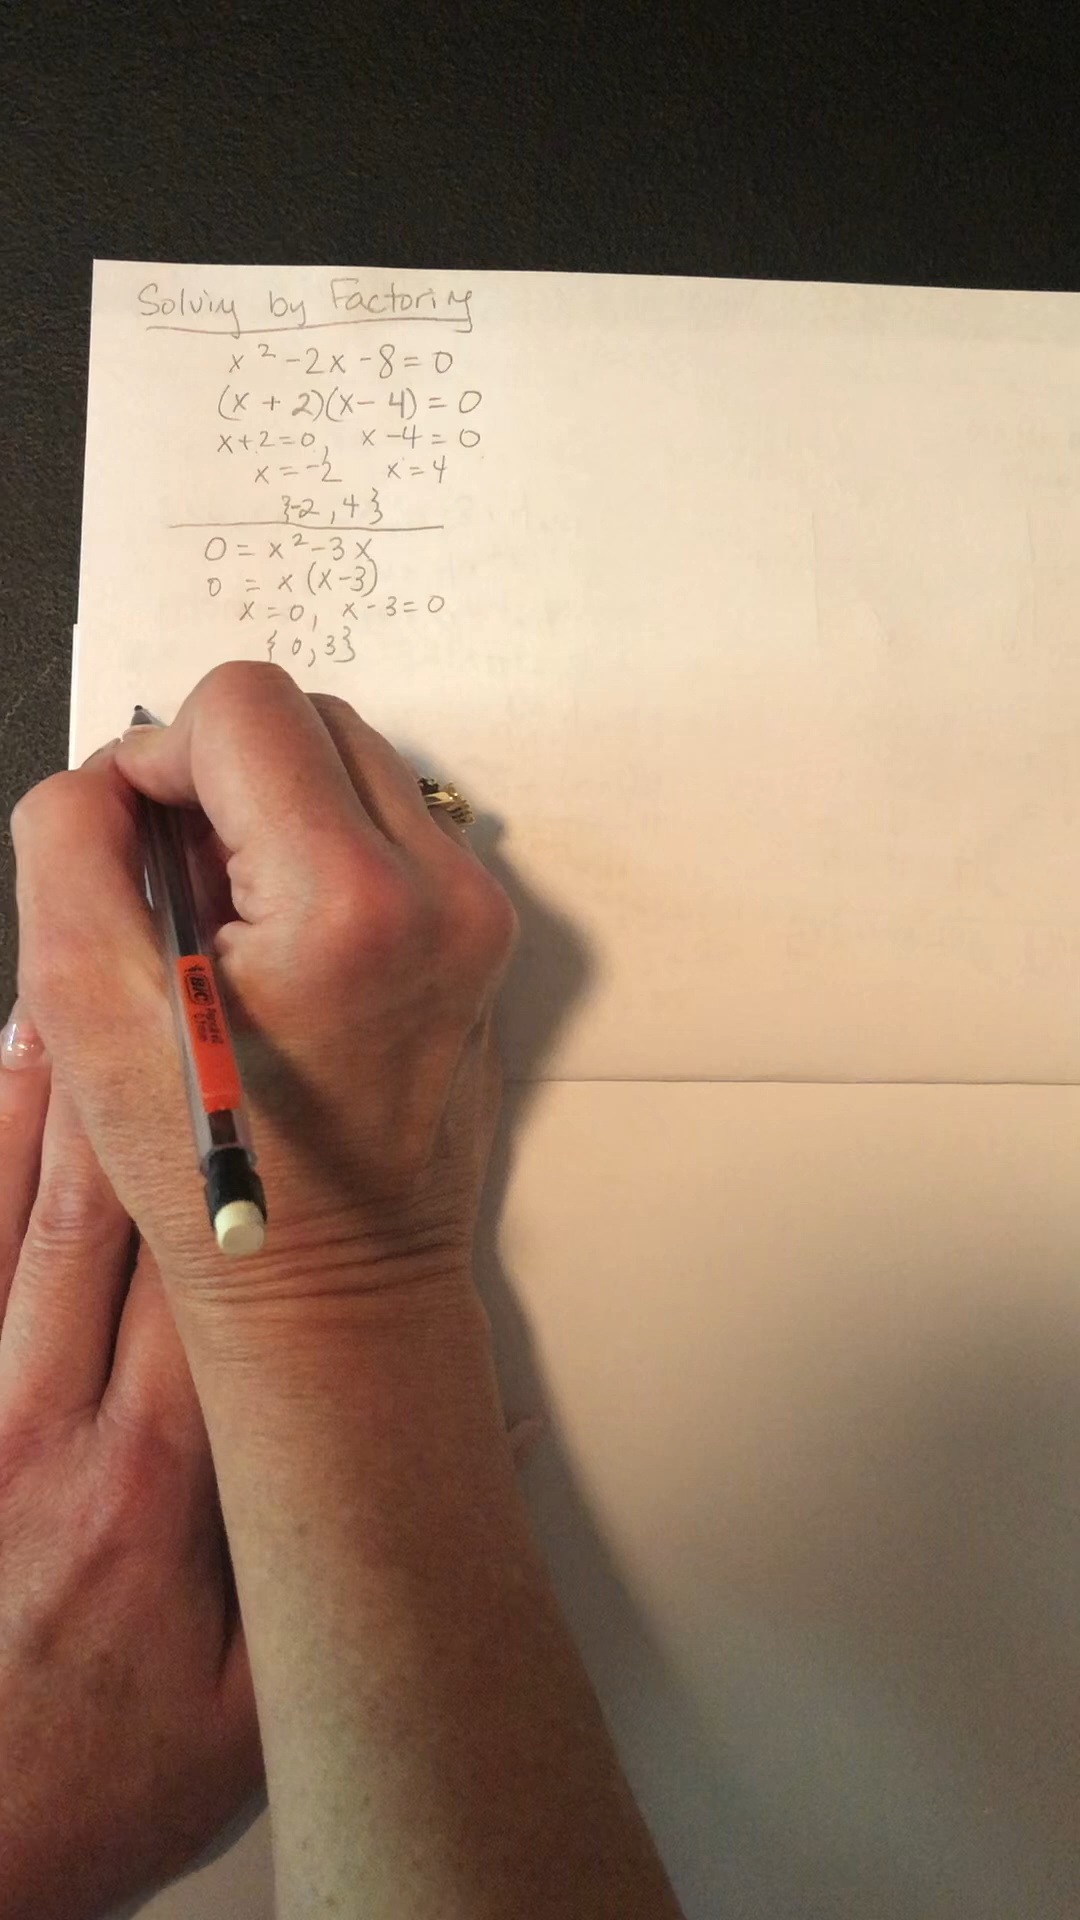 Solving by Factoring
x² - 2x - 8 = 0
(x + 2)(x - 4) = 0
x + 2 = 0, x - 4 = 0
x = -2 x = 4
{-2, 4}
0 = x² - 3x
0 = x(x - 3)
x = 0, x - 3 = 0
{0, 3}
BIC